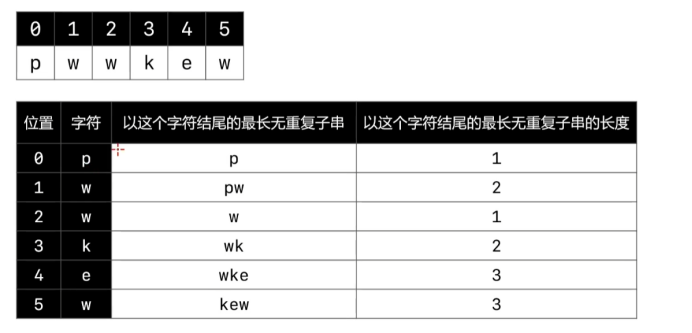 0 1 2 3 4 5
p w w k e w
位置 字符 以这个字符结尾的最长无重复子串 以这个字符结尾的最长无重复子串的长度
0 p p 1
1 w pw 2
2 w w 1
3 k wk 2
4 e wke 3
5 w kew 3